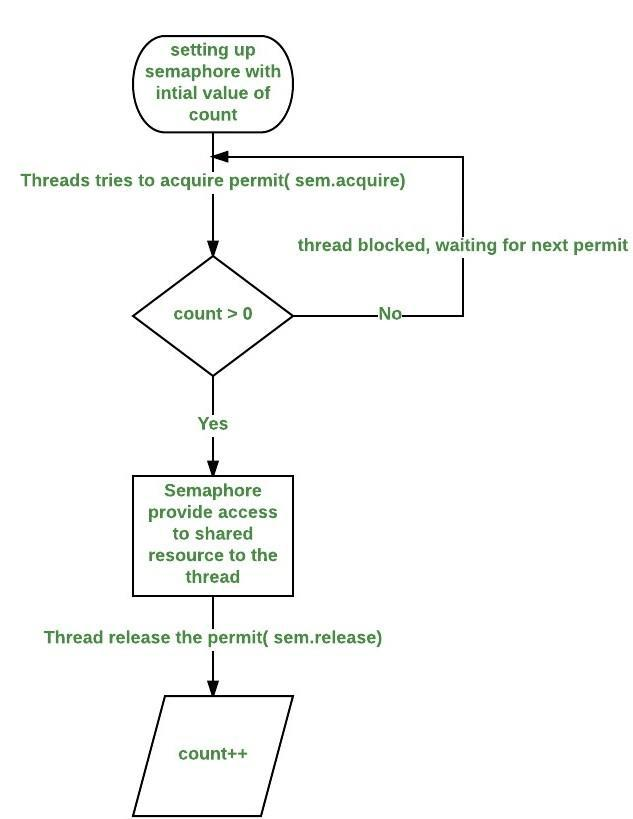 setting up
semaphore with
intial value of
count
Threads tries to acquire permit( sem.acquire)
thread blocked, waiting for next permit
count > 0
No
Yes
Semaphore
provide access
to shared
resource to the
thread
Thread release the permit( sem.release)
count++